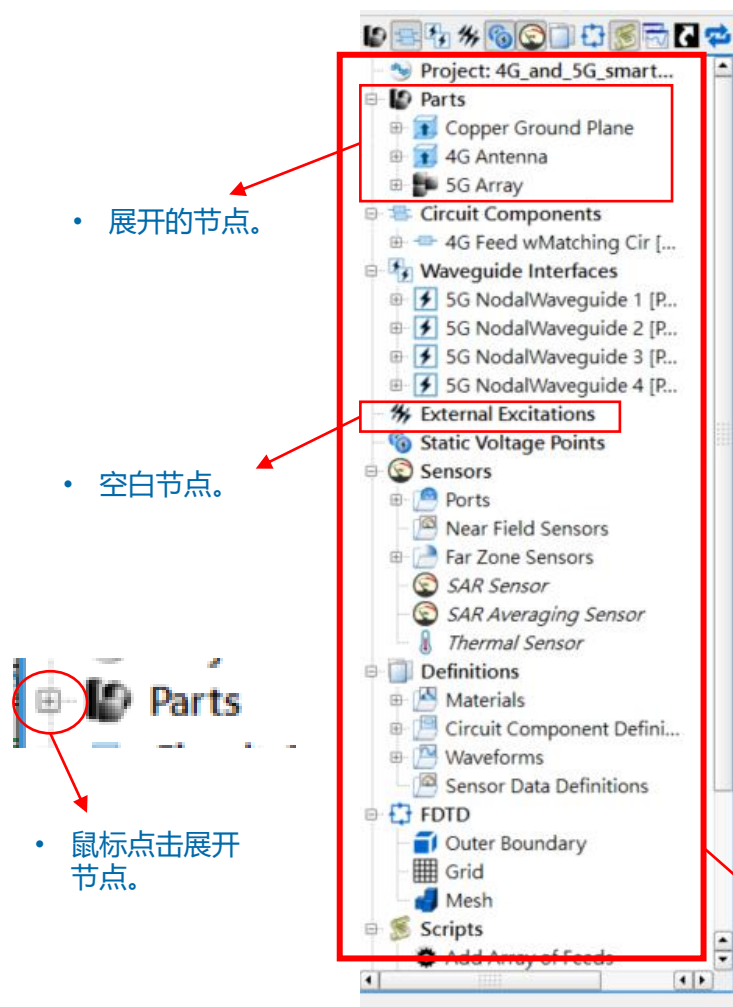 Project: 4G_and_5G_smart...
Parts
Copper Ground Plane
4G Antenna
5G Array
• 展开的节点。
Circuit Components
4G Feed wMatching Cir [...
Waveguide Interfaces
5G NodalWaveguide 1 [P...
5G NodalWaveguide 2 [P...
5G NodalWaveguide 3 [P...
5G NodalWaveguide 4 [P...
External Excitations
Static Voltage Points
• 空白节点。
Sensors
Ports
Near Field Sensors
Far Zone Sensors
SAR Sensor
SAR Averaging Sensor
Thermal Sensor
Definitions
Materials
Circuit Component Defini...
Waveforms
Sensor Data Definitions
FDTD
Outer Boundary
Grid
Mesh
Scripts
Add Array of Feeds
Parts
• 鼠标点击展开
节点。